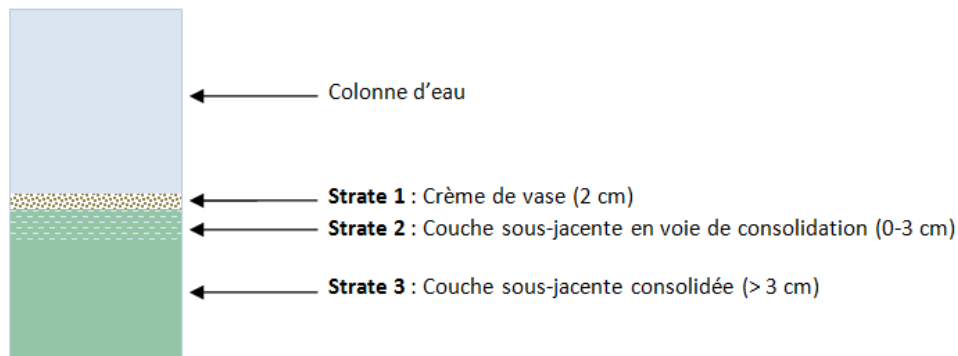 Colonne d'eau
Strate 1 : Crème de vase (2 cm)
Strate 2 : Couche sous-jacente en voie de consolidation (0-3 cm)
Strate 3 : Couche sous-jacente consolidée (> 3 cm)